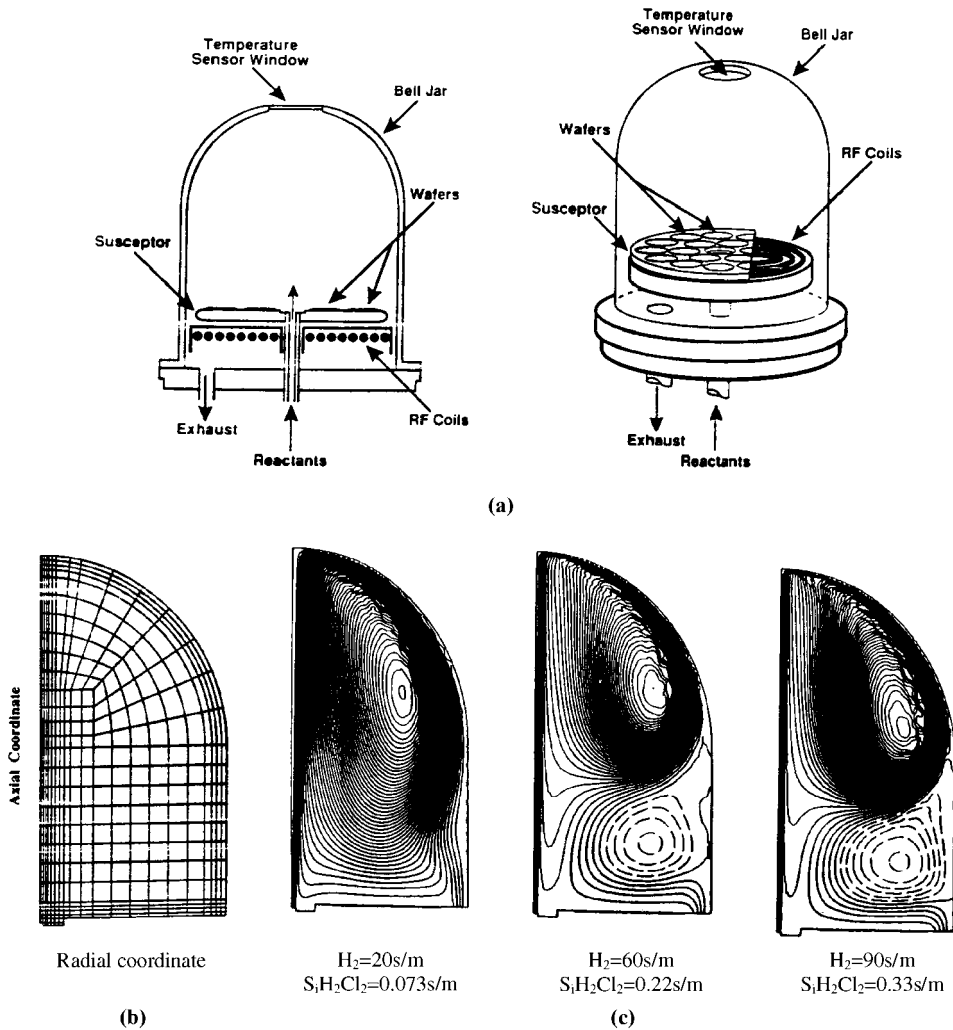 Temperature
Sensor Window
Bell Jar
Wafers
Susceptor
RF Coils
Exhaust
Reactants
Temperature
Sensor Window
Bell Jar
Wafers
RF Coils
Susceptor
Exhaust
Reactants
(a)
Axial Coordinate
Radial coordinate
H₂=20s/m
SᵢH₂Cl₂=0.073s/m
H₂=60s/m
SᵢH₂Cl₂=0.22s/m
H₂=90s/m
SᵢH₂Cl₂=0.33s/m
(b)
(c)